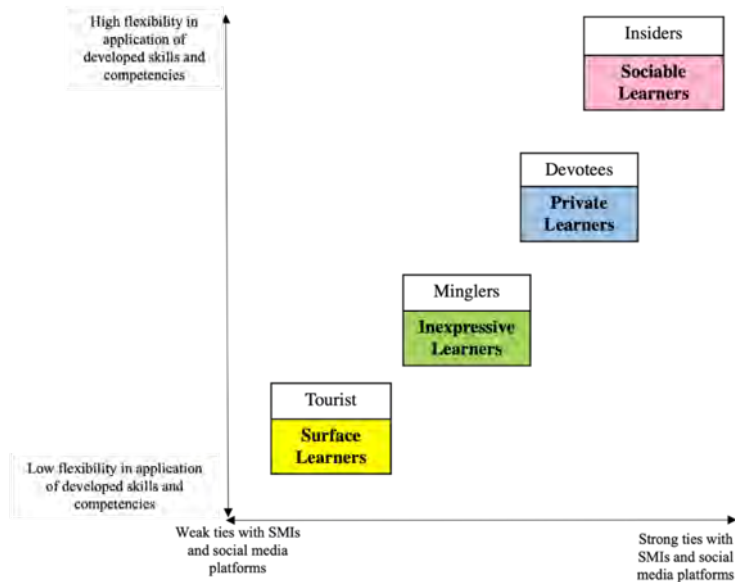 High flexibility in
application of
developed skills and
competencies
Insiders
Sociable
Learners
Devotees
Private
Learners
Minglers
Inexpressive
Learners
Tourist
Surface
Learners
Low flexibility in application
of developed skills and
competencies
Weak ties with SMIs
and social media
platforms
Strong ties with
SMIs and social
media platforms